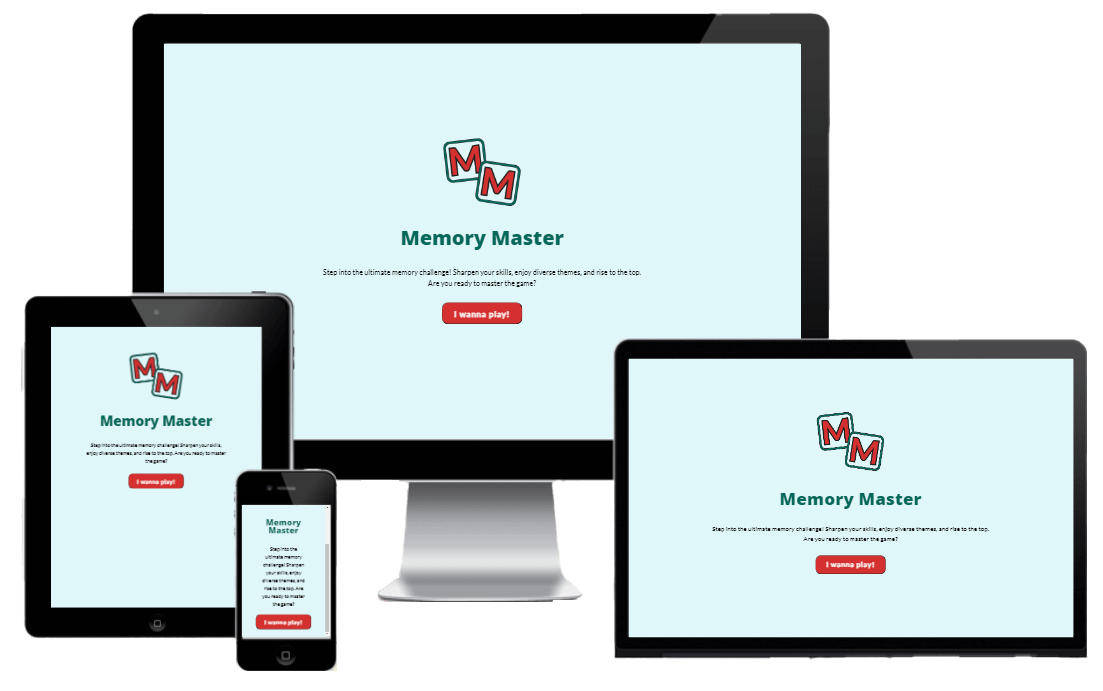 M
M
Memory Master
Step into the ultimate memory challenge! Sharpen your skills, enjoy diverse themes, and rise to the top.
Are you ready to master the game?
I wanna play!
M
M
Memory Master
Step into the ultimate memory challenge! Sharpen your skills,
enjoy diverse themes, and rise to the top. Are you ready to master
the game?
I wanna play!
Memory
Master
Step into the
ultimate memory
challenge! Sharpen
your skills, enjoy
diverse themes, and
rise to the top. Are
you ready to master
the game?
I wanna play!
M
M
Memory Master
Step into the ultimate memory challenge! Sharpen your skills, enjoy diverse themes, and rise to the top.
Are you ready to master the game?
I wanna play!